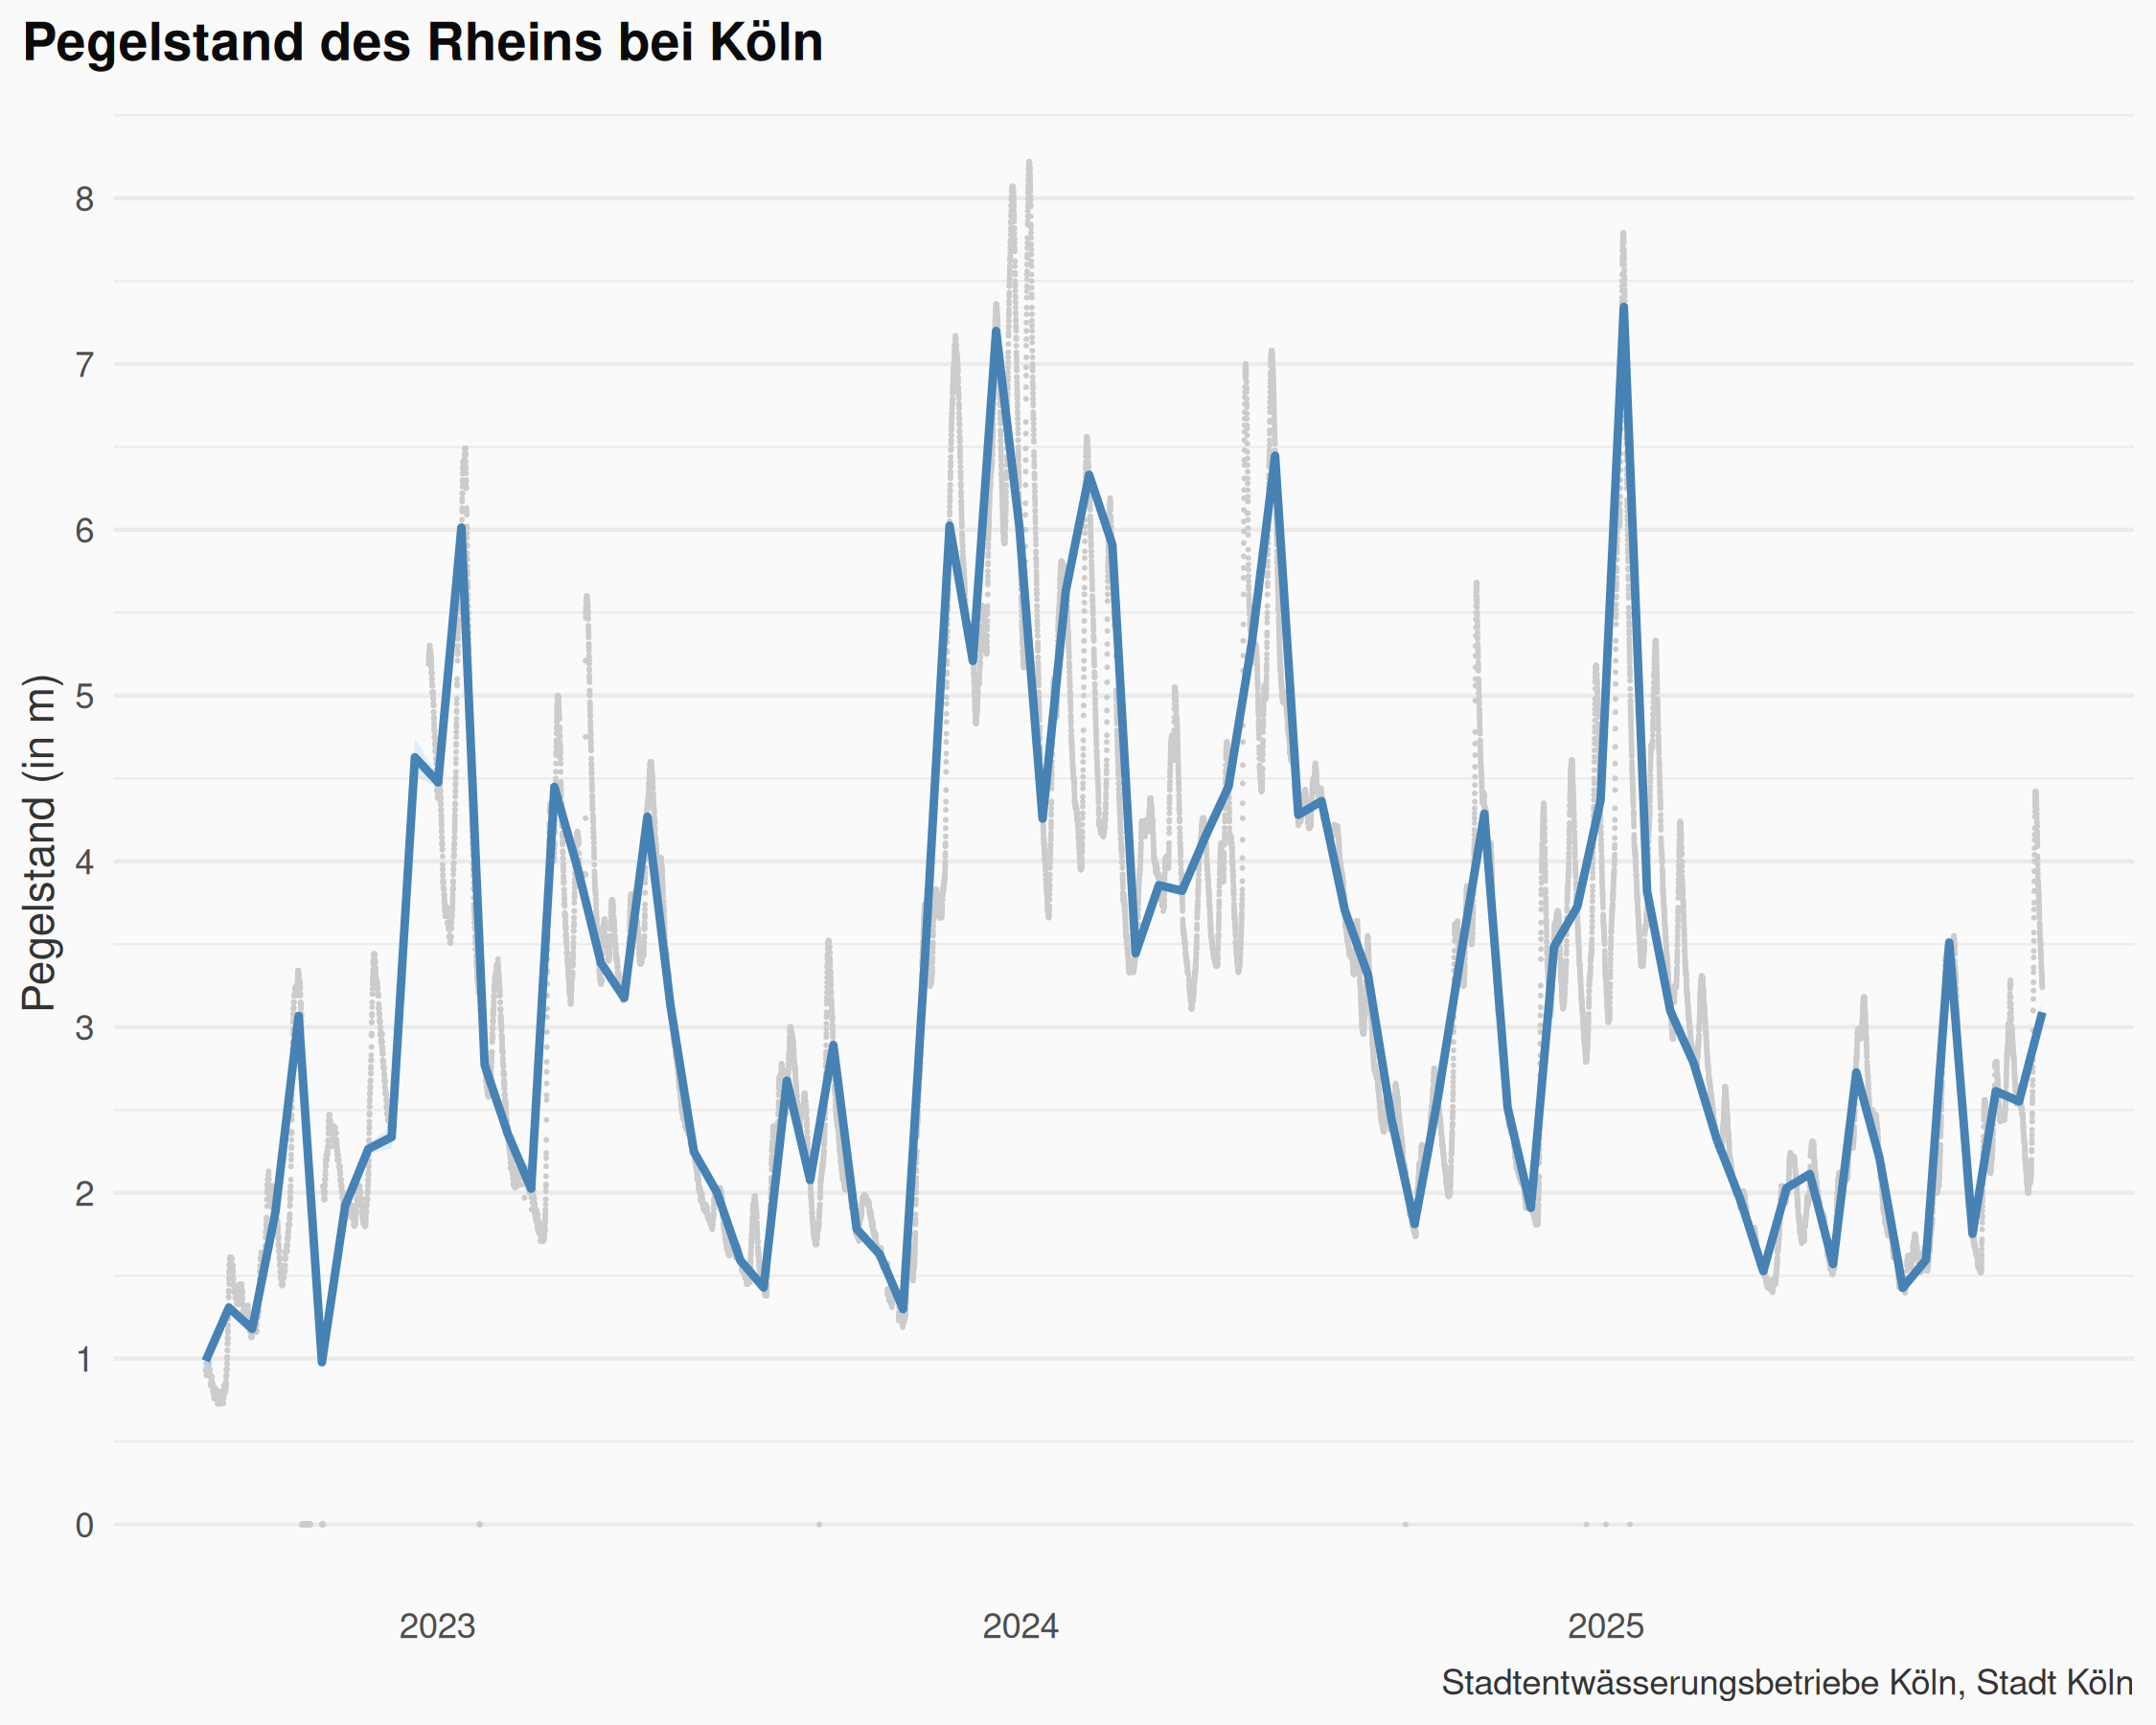 Pegelstand des Rheins bei Köln
Pegelstand (in m)
8
7
6
5
4
3
2
1
0
2023 2024 2025
Stadtentwässerungsbetriebe Köln, Stadt Köln